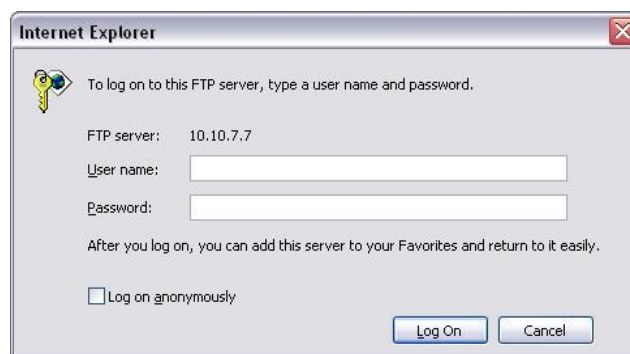 Internet Explorer
To log on to this FTP server, type a user name and password.
FTP server: 10.10.7.7
User name:
Password:
After you log on, you can add this server to your Favorites and return to it easily.
Log on anonymously
Log On Cancel